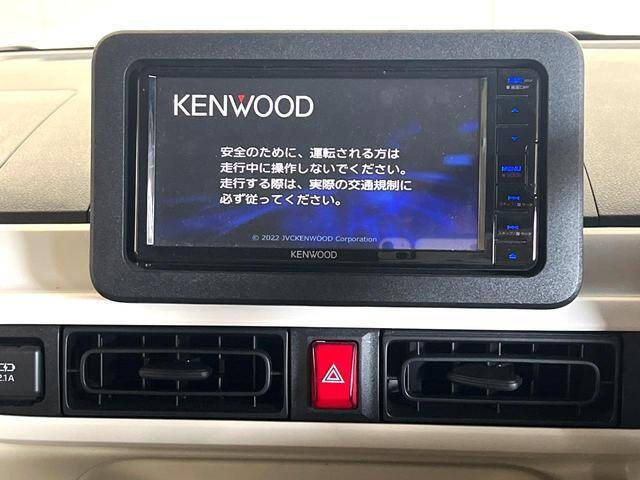 KENWOOD
安全のために、運転される方は
走行中に操作しないでください。
走行する際は、実際の交通規制に
必ず従ってください。
© 2022 JVCKENWOOD Corporation
KENWOOD
MENU
2.1A